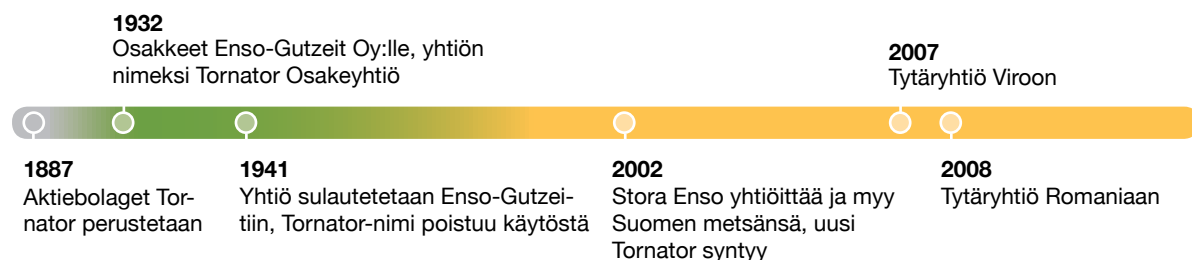 1932
Osakkeet Enso-Gutzeit Oy:lle, yhtiön
nimeksi Tornator Osakeyhtiö
2007
Tytäryhtiö Viroon
1887
Aktiebolaget Tor-
nator perustetaan
1941
Yhtiö sulautetetaan Enso-Gutzei-
tiin, Tornator-nimi poistuu käytöstä
2002
Stora Enso yhtiöittää ja myy
Suomen metsänsä, uusi
Tornator syntyy
2008
Tytäryhtiö Romaniaan